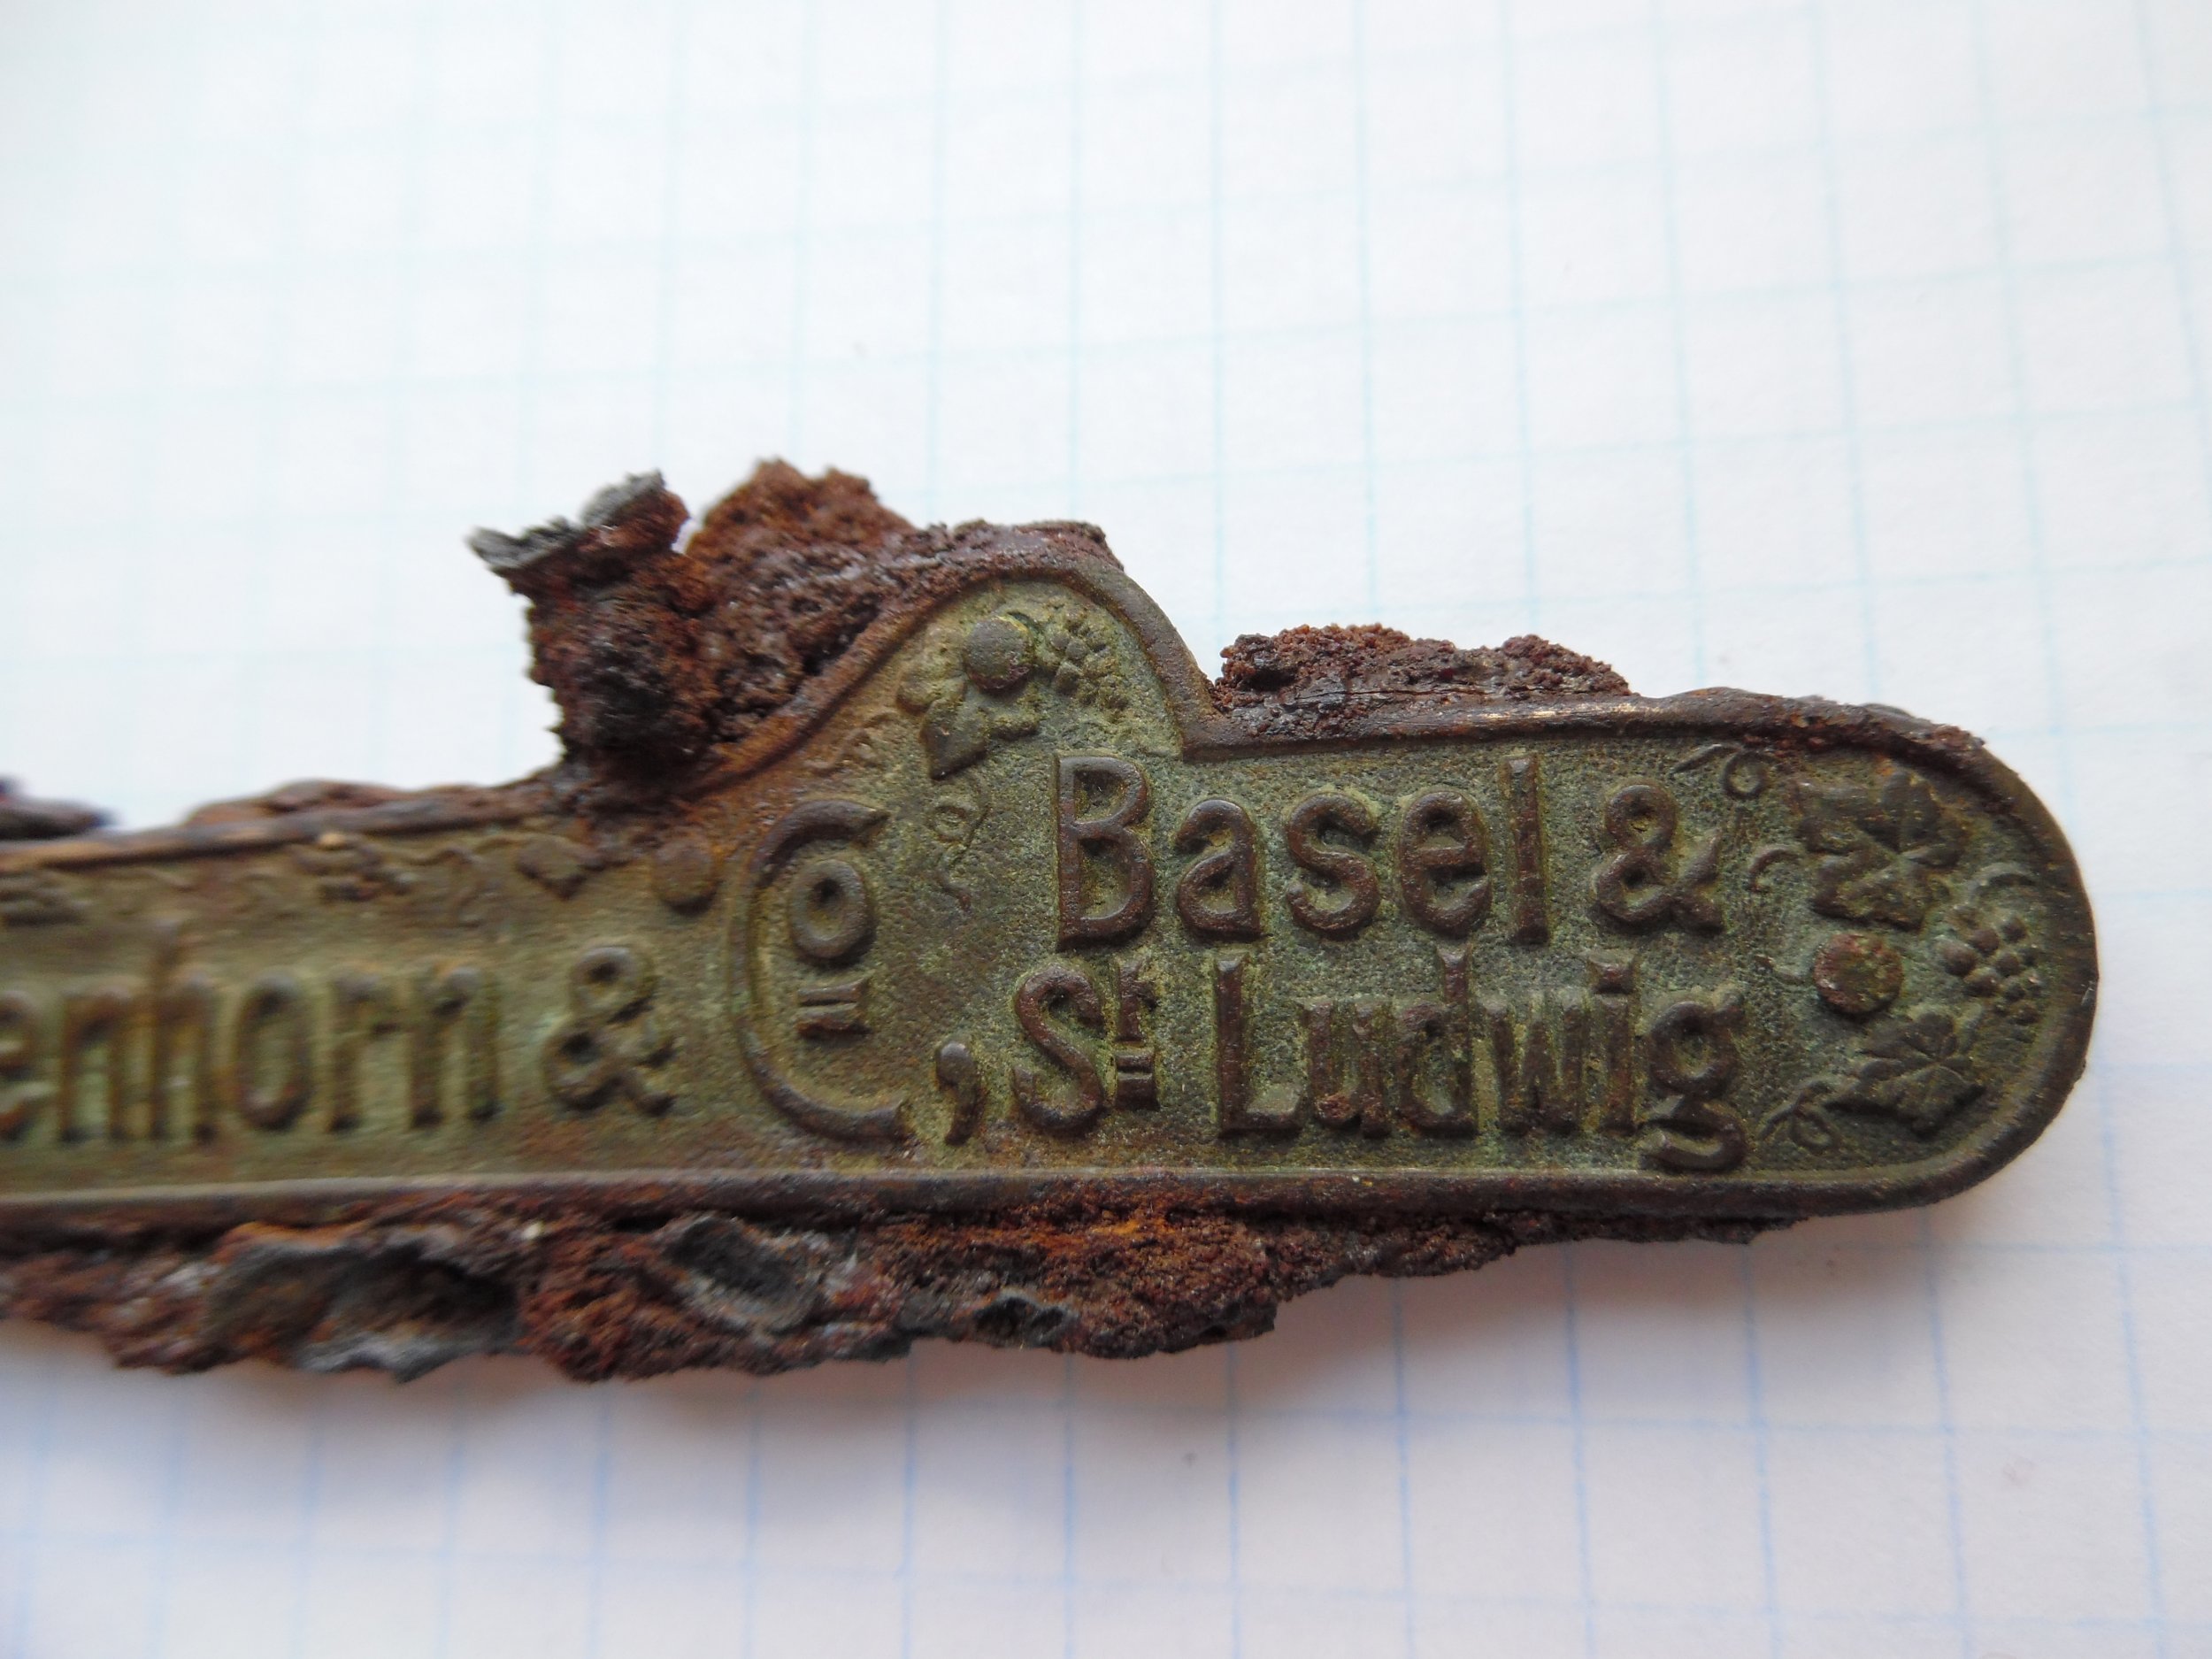 enhorn & Co
Basel &
, St Ludwig